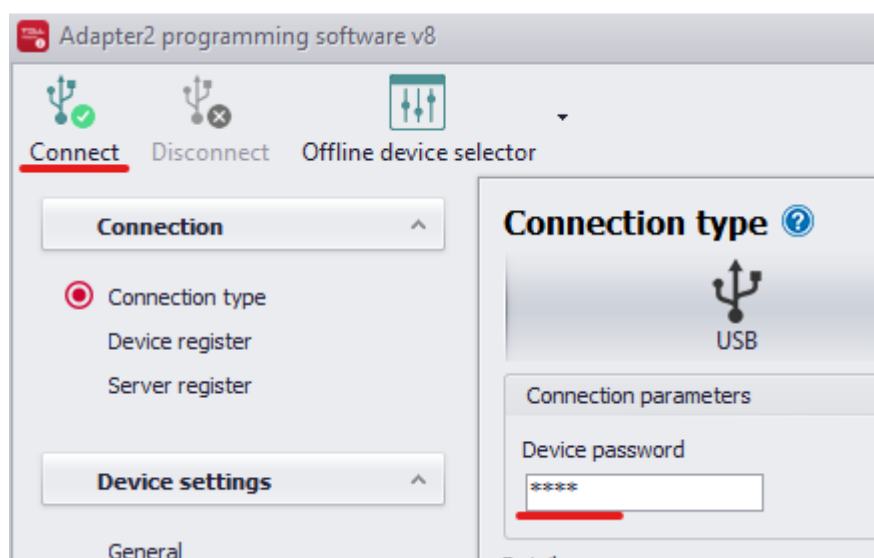 Adapter2 programming software v8
Connect Disconnect Offline device selector
Connection
Connection type
Device register
Server register
Device settings
General
Connection type
USB
Connection parameters
Device password
****